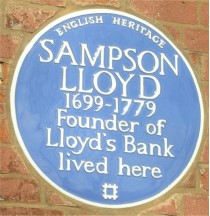 ENGLISH HERITAGE
SAMPSON
LLOYD
1699-1779
Founder of
Lloyd's Bank
lived here